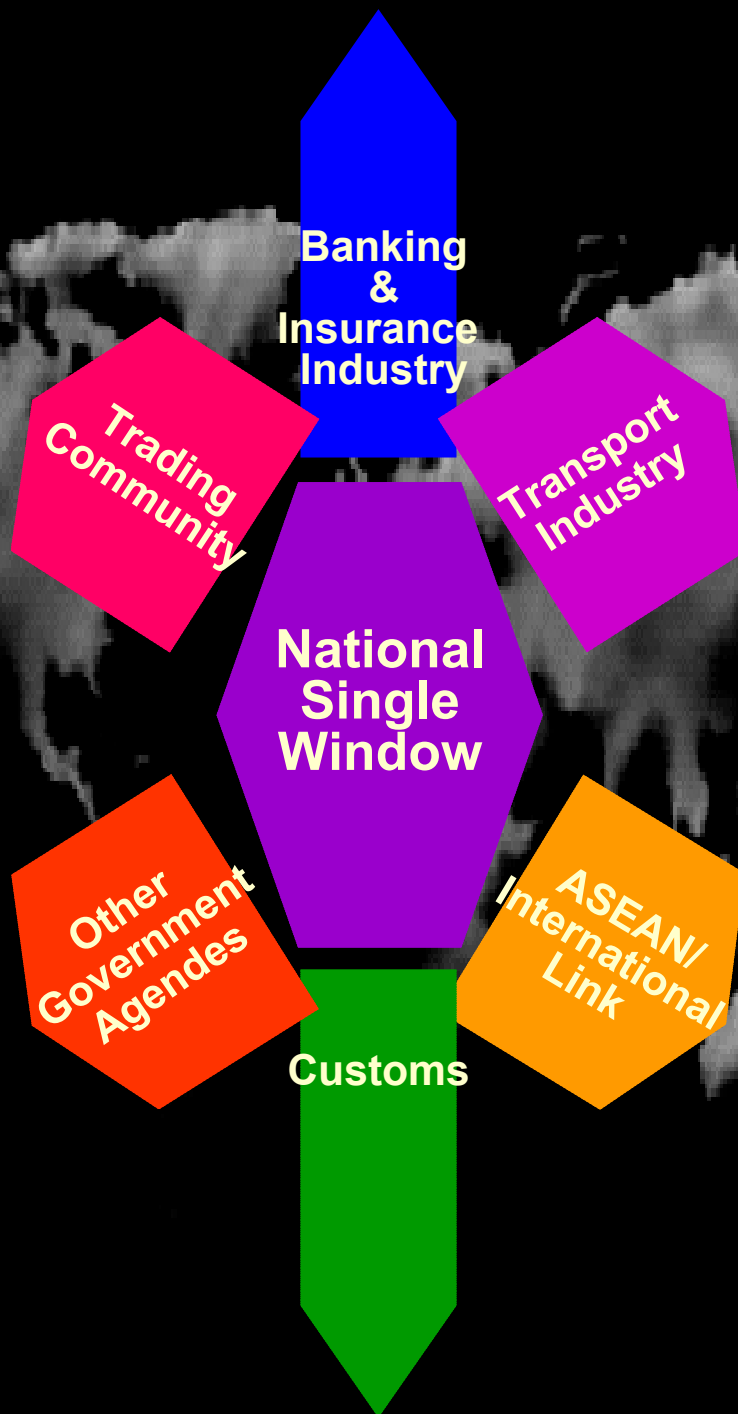 Banking
&
Insurance
Industry
Trading
Community
Transport
Industry
National
Single
Window
Other
Government
Agendes
ASEAN/
International
Link
Customs